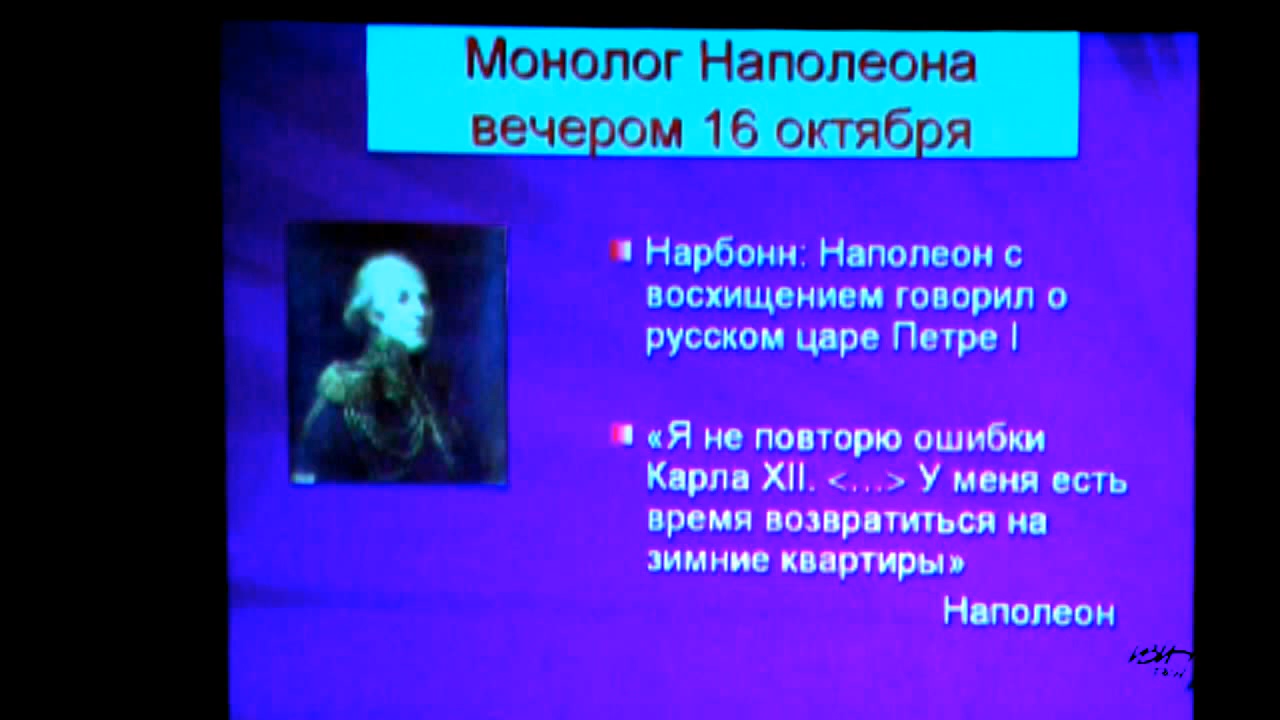 Монолог Наполеона
вечером 16 октября
Нарбонн: Наполеон с
восхищением говорил о
русском царе Петре I
«Я не повторю ошибки
Карла XII. <...> У меня есть
время возвратиться на
зимние квартиры»
Наполеон